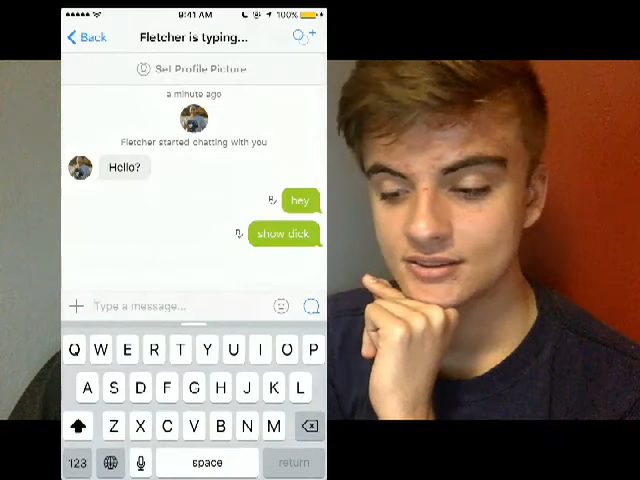 9:41 AM 100%
Back Fletcher is typing...
Set Profile Picture
a minute ago
Fletcher started chatting with you
Hello?
hey
show dick
Type a message...
Q W E R T Y U I O P
A S D F G H J K L
Z X C V B N M
123 space return